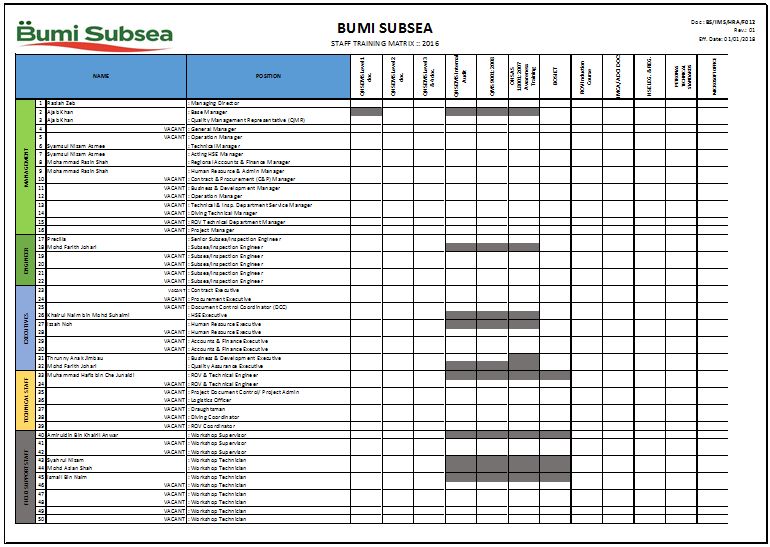 Bumi Subsea
BUMI SUBSEA
STAFF TRAINING MATRIX :: 2016
Doc : BS/IMS/HRA/F012
Rev.: 01
Eff. Date: 01/01/2018
NAME POSITION QHSEMS Level 1 doc. QHSEMS Level 2 doc. QHSEMS Level 3 & 4 doc. QHSEMS Internal Audit QMS 9001:2008 OHSAS 18001:2007 Awareness Training BOSIET ROV Induction Course IMCA/ADCI DOCS HSE LEG. & REG. PETRONAS TECHNICAL STANDARDS MICROSOFT OFFICE
MANAGEMENT
1 Raziah Zeb : Managing Director
2 Ajab Khan : Base Manager
3 Ajab Khan : Quality Management Representative (QMR)
4 VACANT : General Manager
5 VACANT : Operation Manager
6 Syamsul Nizam Asmee : Technical Manager
7 Syamsul Nizam Asmee : Acting HSE Manager
8 Mohammad Rasin Shah : Regional Accounts & Finance Manager
9 Mohammad Rasin Shah : Human Resource & Admin Manager
10 VACANT : Contract & Procurement (C&P) Manager
11 VACANT : Business & Development Manager
12 VACANT : Operation Manager
13 VACANT : Technical & Insp. Department Service Manager
14 VACANT : Diving Technical Manager
15 VACANT : ROV Technical Department Manager
16 VACANT : Project Manager
ENGINEER
17 Precilla : Senior Subsea/Inspection Engineer
18 Mohd Farith Johari : Subsea/Inspection Engineer
19 VACANT : Subsea/Inspection Engineer
20 VACANT : Subsea/Inspection Engineer
21 VACANT : Subsea/Inspection Engineer
22 VACANT : Subsea/Inspection Engineer
EXECUTIVES
23 VACANT : Contract Executive
24 VACANT : Procurement Executive
25 VACANT : Document Control Coordinator (DCC)
26 Khairul Naim bin Mohd Suhaimi : HSE Executive
27 Izzah Noh : Human Resource Executive
28 VACANT : Human Resource Executive
29 VACANT : Accounts & Finance Executive
30 VACANT : Accounts & Finance Executive
31 Thrunny Anak Jimbau : Business & Development Executive
32 Mohd Farith Johari : Quality Assurance Executive
TECHNICAL STAFF
33 Muhammad Hafis bin Che Junaidi : ROV & Technical Engineer
34 VACANT : ROV & Technical Engineer
35 VACANT : Project Document Control/ Project Admin
36 VACANT : Logistics Officer
37 VACANT : Draughtsman
38 VACANT : Diving Coordinator
39 VACANT : ROV Coordinator
FIELD SUPPORT STAFF
40 Amiruldin Bin Khairil Anwar : Workshop Supervisor
41 VACANT : Workshop Supervisor
42 VACANT : Workshop Supervisor
43 Syahrul Nizam : Workshop Technician
44 Mohd Azlan Shah : Workshop Technician
45 Ismail Bin Naim : Workshop Technician
46 VACANT : Workshop Technician
47 VACANT : Workshop Technician
48 VACANT : Workshop Technician
49 VACANT : Workshop Technician
50 VACANT : Workshop Technician